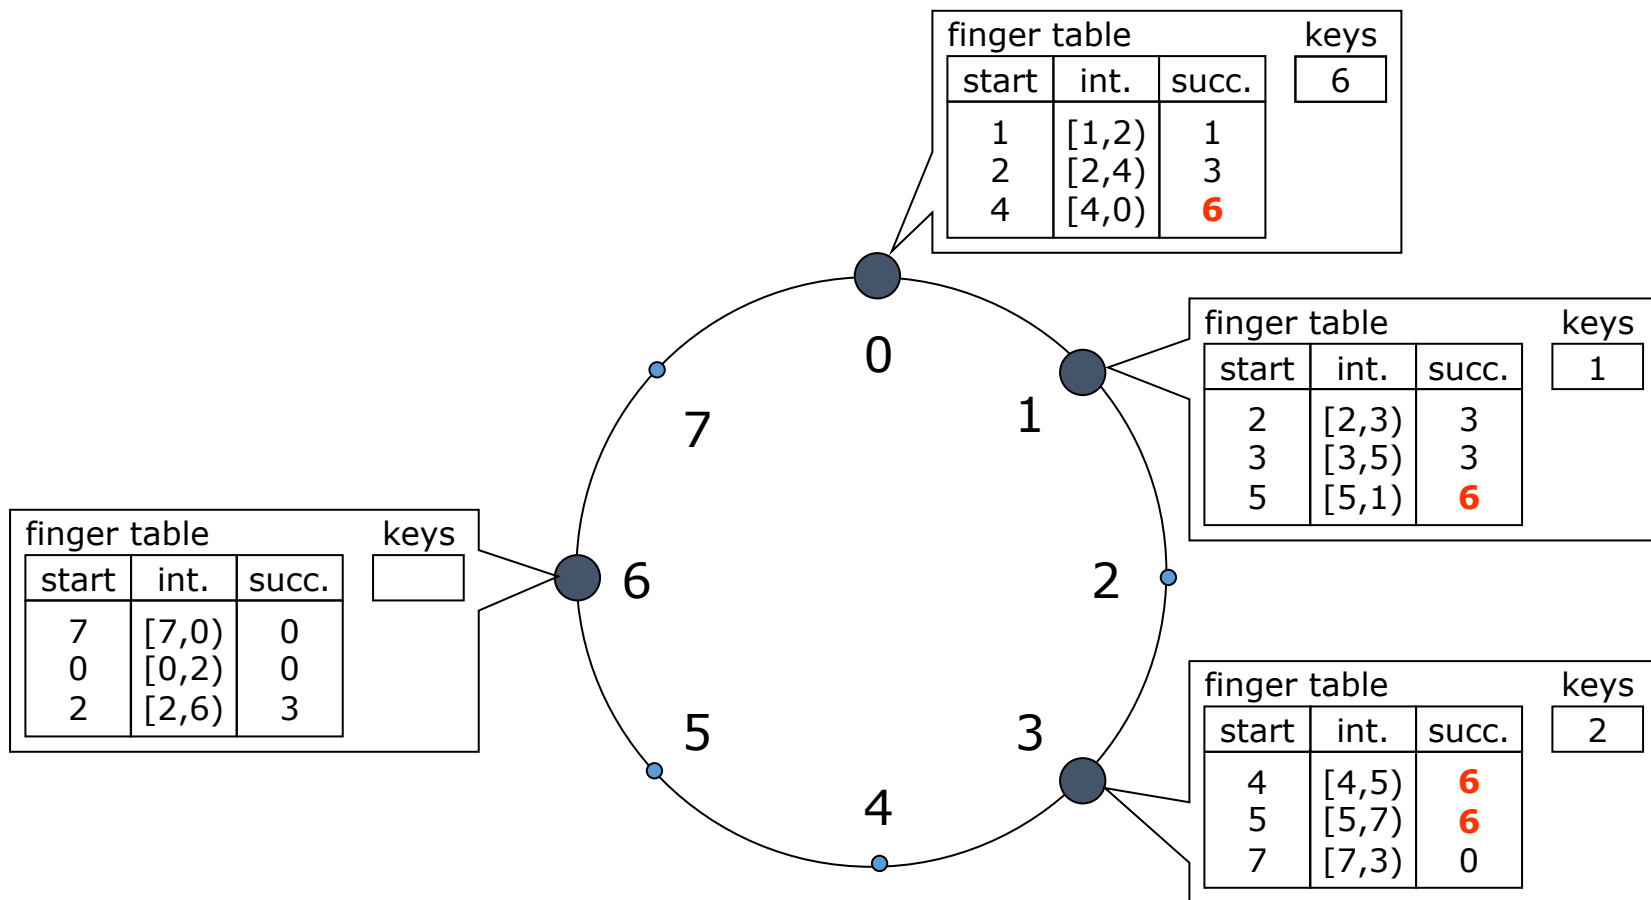 finger table keys
start int. succ. 6
1 [1,2) 1
2 [2,4) 3
4 [4,0) 6
finger table keys
start int. succ. 1
2 [2,3) 3
3 [3,5) 3
5 [5,1) 6
0
1
7
2
6
finger table keys
start int. succ.
7 [7,0) 0
0 [0,2) 0
2 [2,6) 3
5
3
4
finger table keys
start int. succ. 2
4 [4,5) 6
5 [5,7) 6
7 [7,3) 0